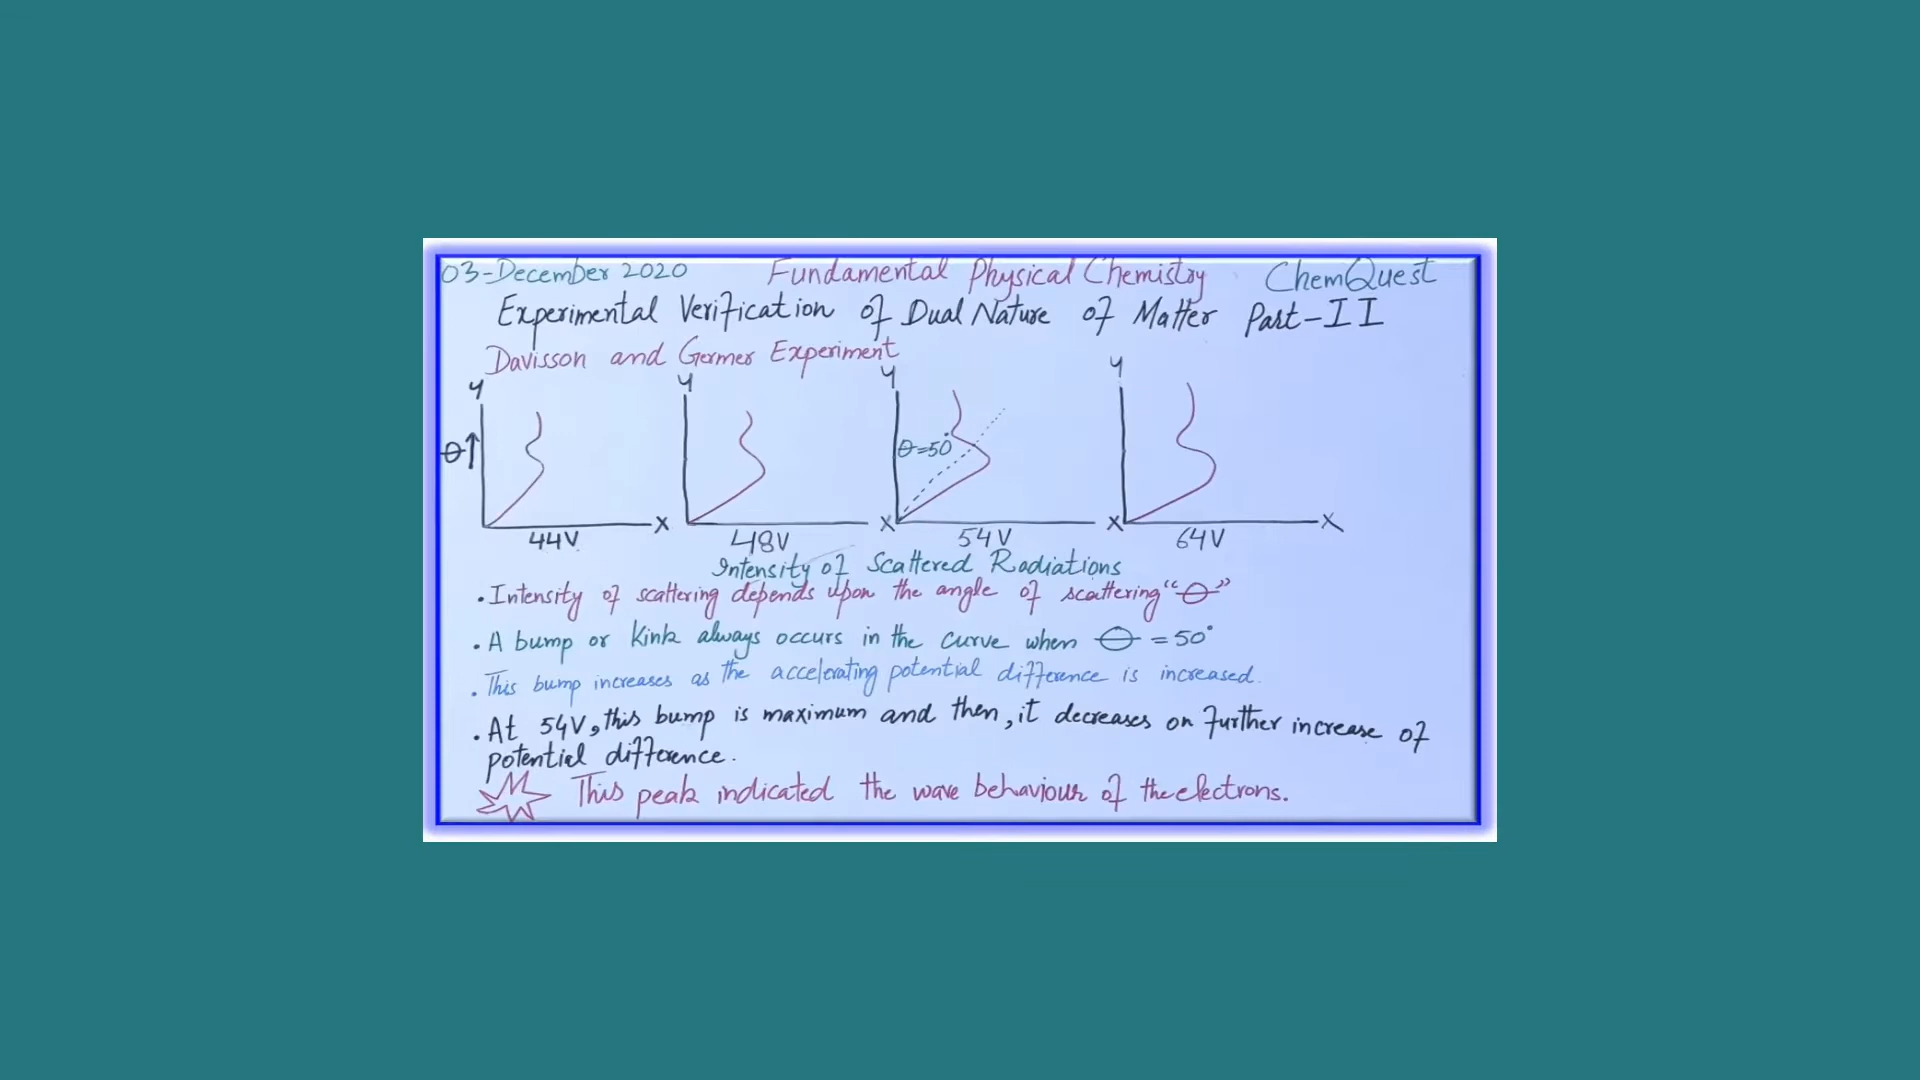 03-December 2020 Fundamental Physical Chemistry ChemQuest
Experimental Verification of Dual Nature of Matter Part-II
Davisson and Germer Experiment
Y Y Y Y
θ↑ θ=50°
X X X X
44V 48V 54V 64V
Intensity of Scattered Radiations
• Intensity of scattering depends upon the angle of scattering "θ"
• A bump or Kink always occurs in the curve when θ = 50°
• This bump increases as the accelerating potential difference is increased.
• At 54V, this bump is maximum and then, it decreases on further increase of
potential difference.
This peak indicated the wave behaviour of the electrons.